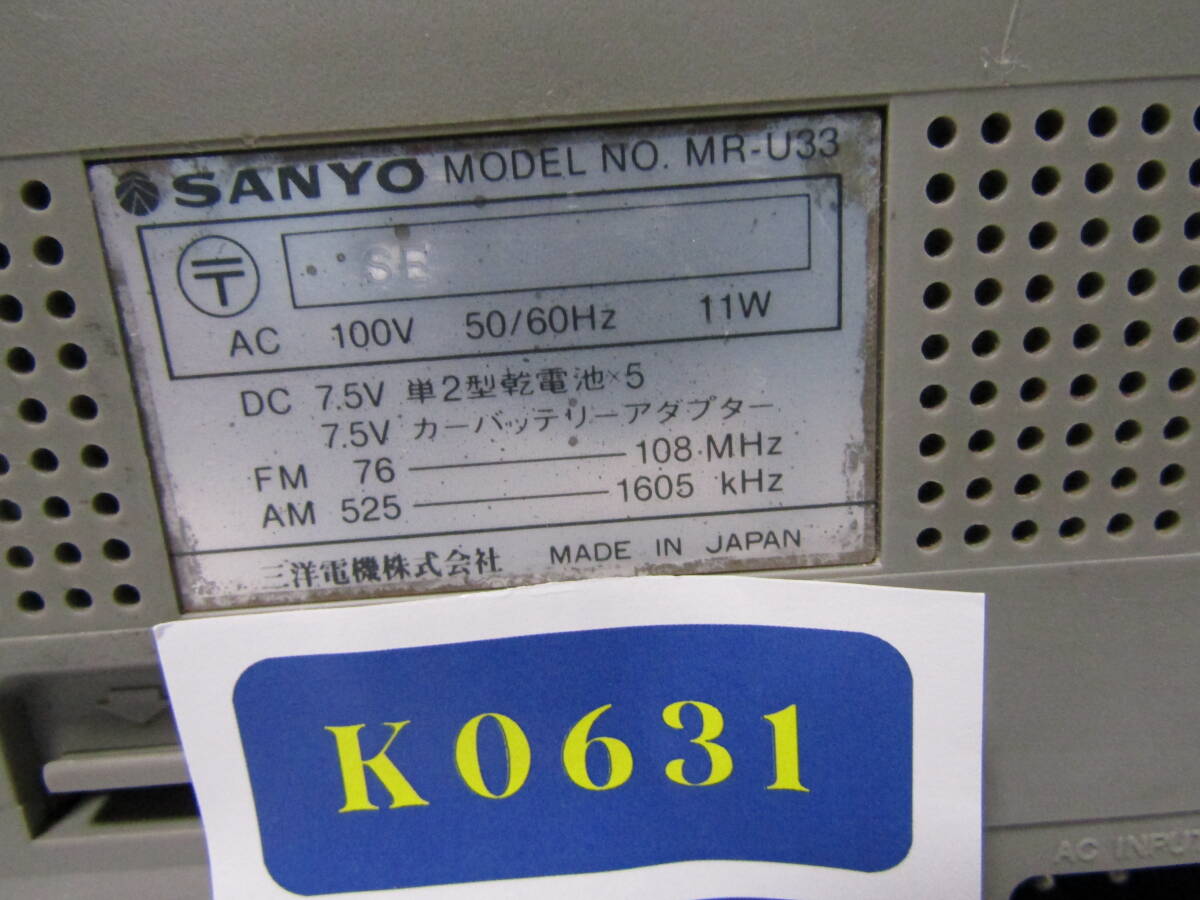 SANYO MODEL NO. MR-U33
〒
SE
AC 100V 50/60Hz 11W
DC 7.5V 単2型乾電池×5
7.5V カーバッテリーアダプター
FM 76 — 108 MHz
AM 525 — 1605 kHz
三洋電機株式会社 MADE IN JAPAN
K0631
AC INPUT